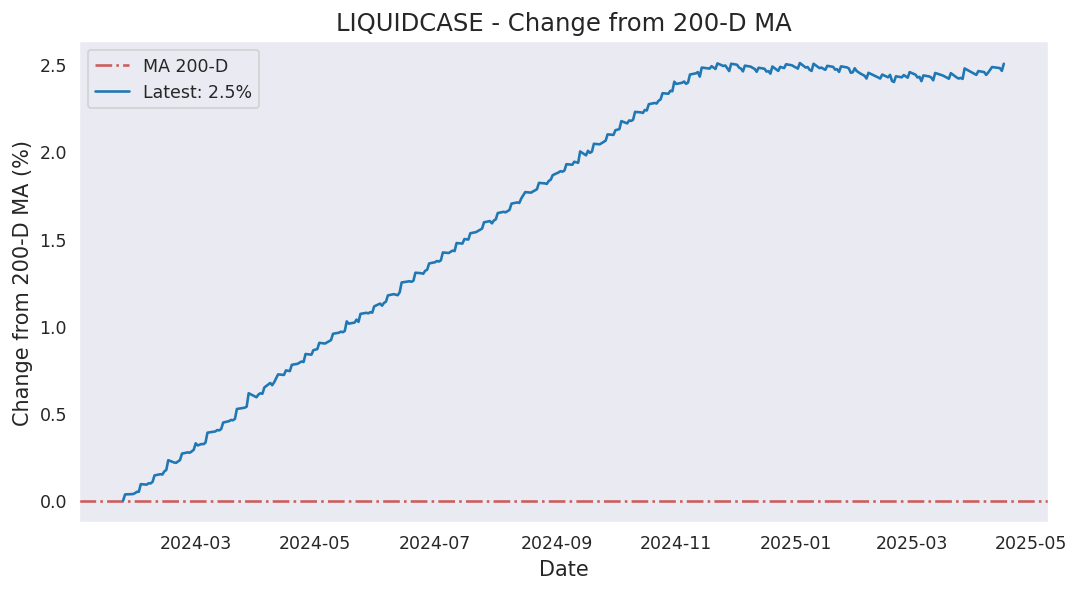 LIQUIDCASE - Change from 200-D MA
MA 200-D
Latest: 2.5%
Change from 200-D MA (%)
2.5
2.0
1.5
1.0
0.5
0.0
2024-03
2024-05
2024-07
2024-09
2024-11
2025-01
2025-03
2025-05
Date